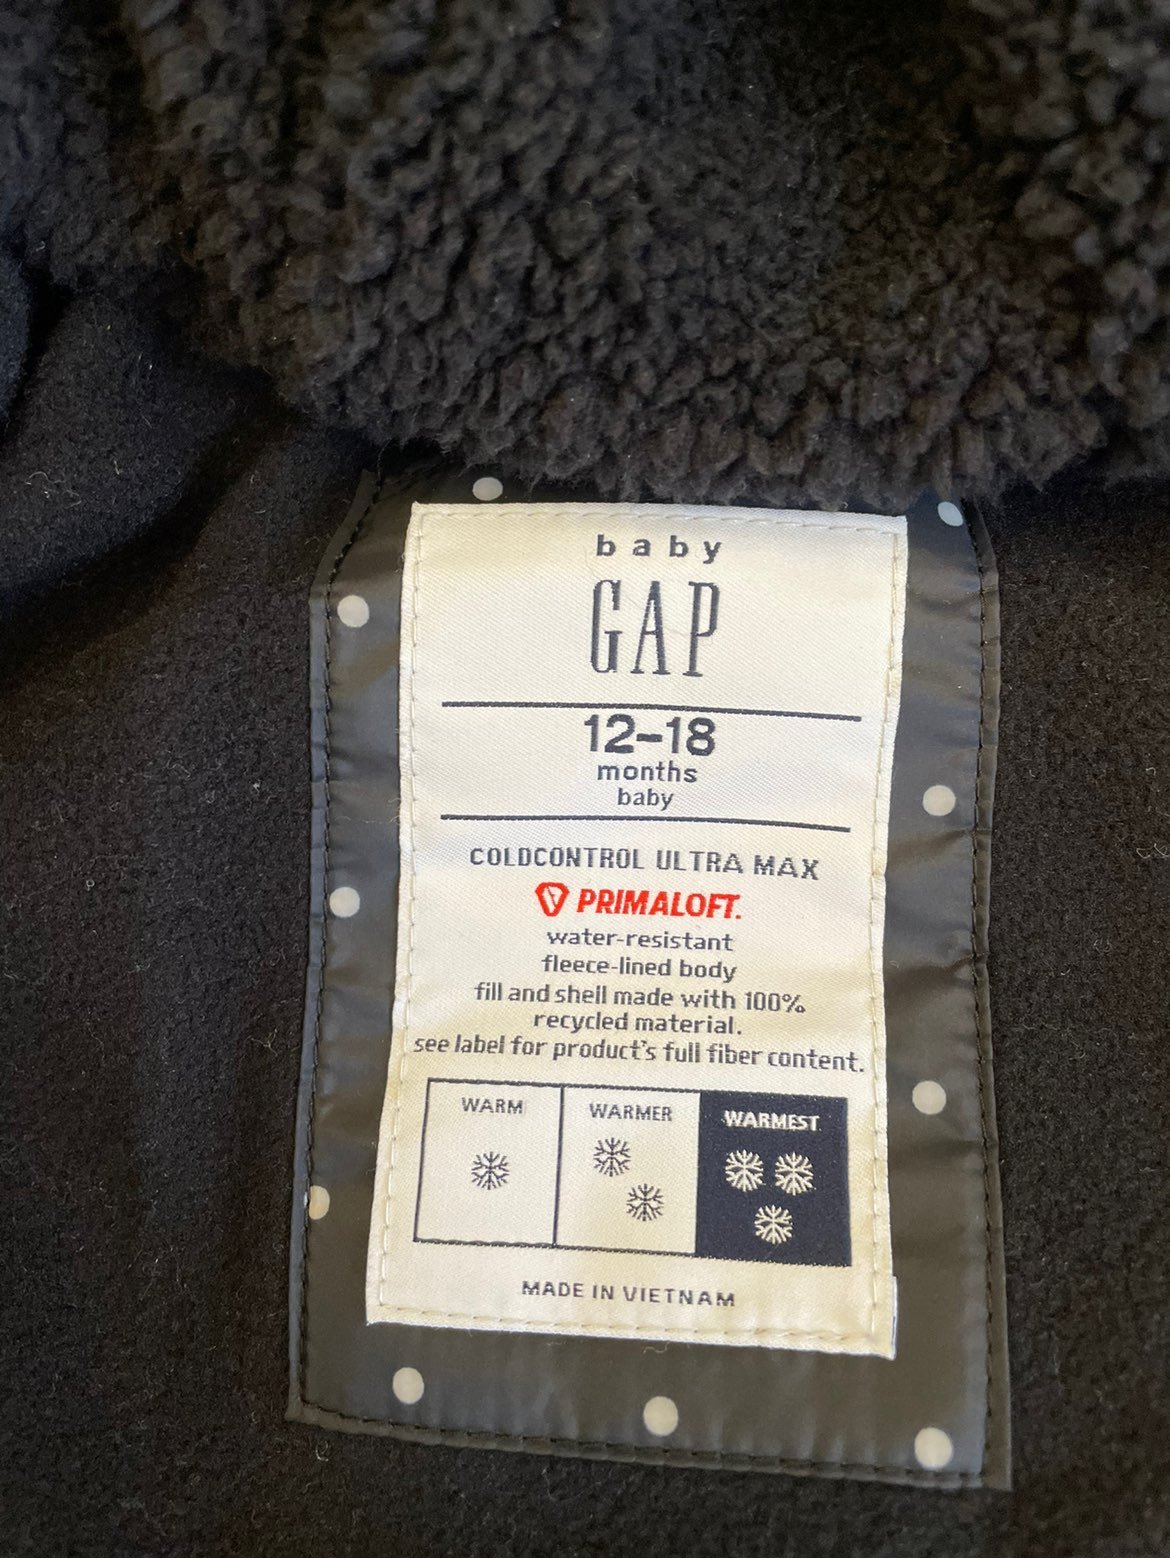 baby
GAP
12-18
months
baby
COLDCONTROL ULTRA MAX
PRIMALOFT.
water-resistant
fleece-lined body
fill and shell made with 100%
recycled material.
see label for product's full fiber content.
WARM WARMER WARMEST
MADE IN VIETNAM